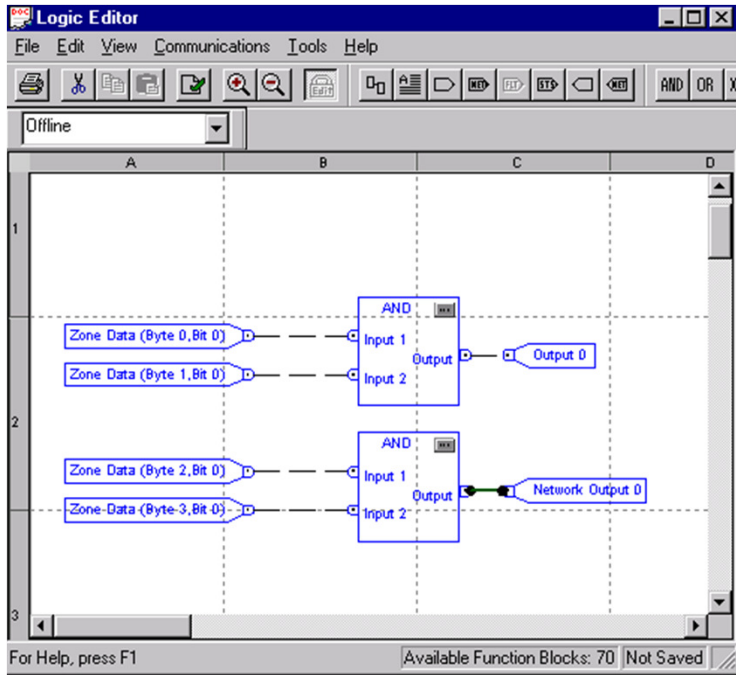 Logic Editor
File Edit View Communications Tools Help
AND OR X
Offline
A B C D
1
AND
Zone Data (Byte 0,Bit 0) Input 1
Output Output 0
Zone Data (Byte 1,Bit 0) Input 2
2
AND
Zone Data (Byte 2,Bit 0) Input 1
Output Network Output 0
Zone Data (Byte 3,Bit 0) Input 2
3
For Help, press F1 Available Function Blocks: 70 Not Saved